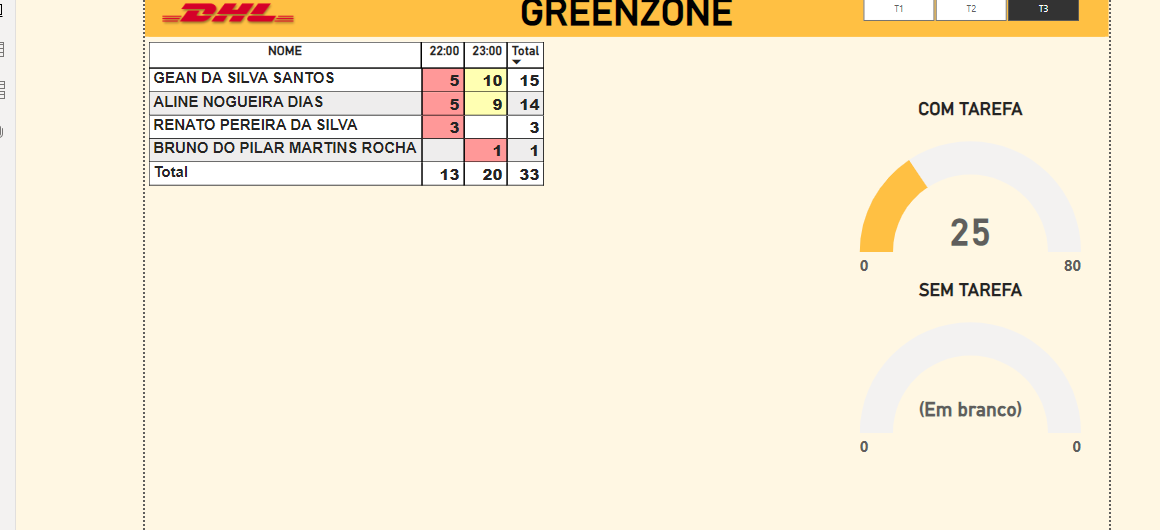 DHL
GREENZONE
T1 T2 T3
NOME 22:00 23:00 Total
GEAN DA SILVA SANTOS 5 10 15
ALINE NOGUEIRA DIAS 5 9 14
RENATO PEREIRA DA SILVA 3 3
BRUNO DO PILAR MARTINS ROCHA 1 1
Total 13 20 33
COM TAREFA
25
0 80
SEM TAREFA
(Em branco)
0 0